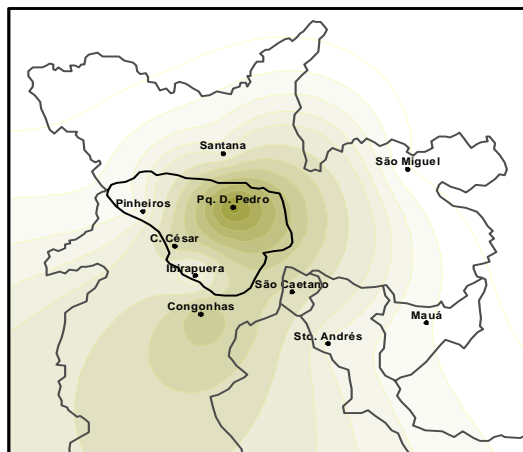 Santana
São Miguel
Pq. D. Pedro
Pinheiros
C. César
Ibirapuera
São Caetano
Congonhas
Mauá
Sto. Andrés